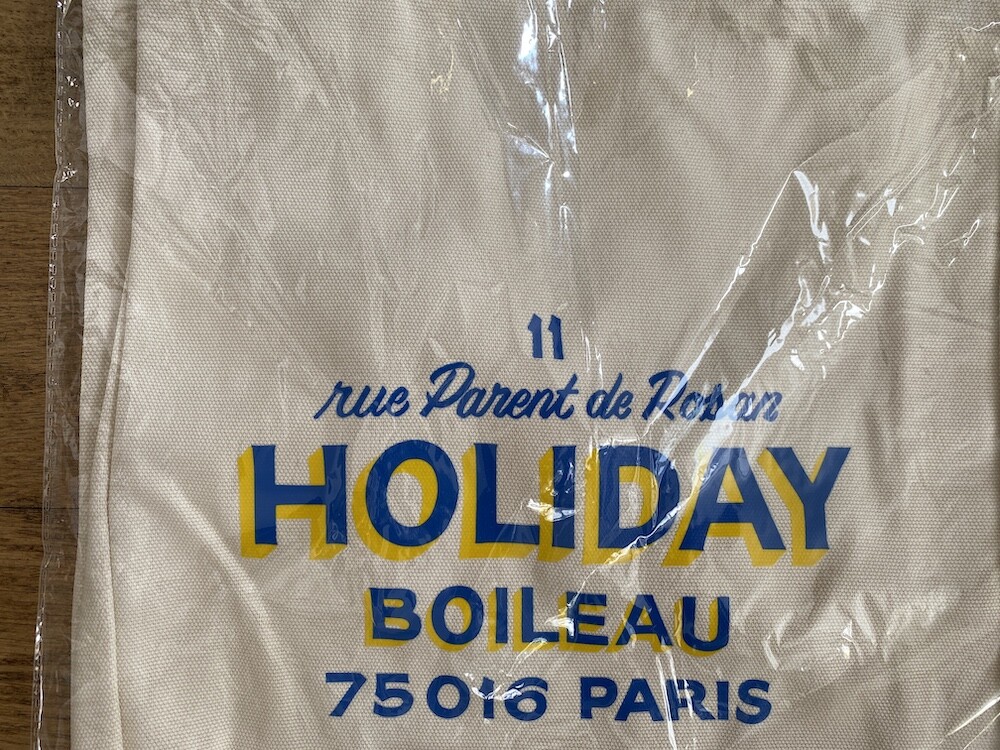 11
rue Parent de Rosan
HOLIDAY
BOILEAU
75016 PARIS